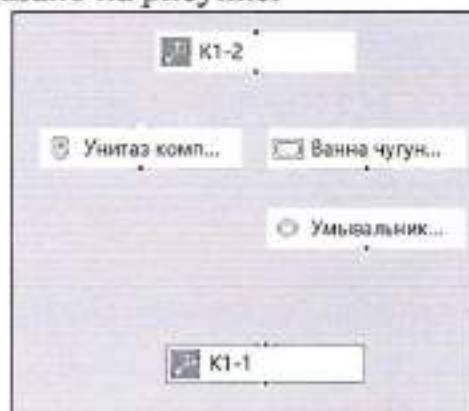 К1-2
Унитаз комп...
Ванна чугун...
Умывальник...
К1-1